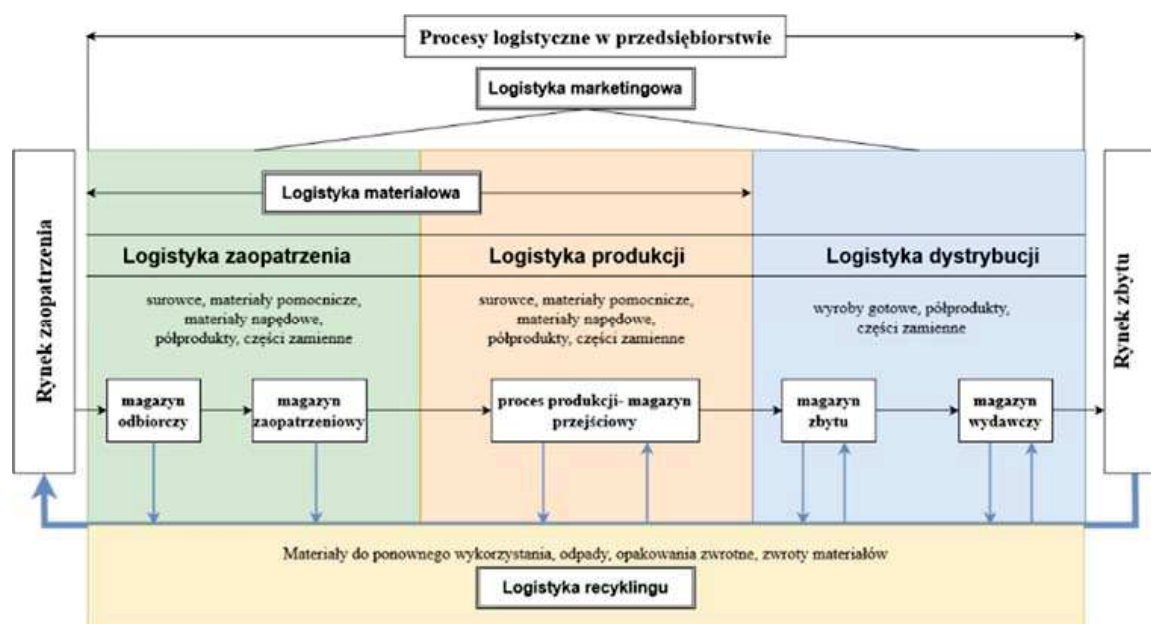 Procesy logistyczne w przedsiębiorstwie
Logistyka marketingowa
Rynek zaopatrzenia
Logistyka materiałowa
Logistyka zaopatrzenia
Logistyka produkcji
Logistyka dystrybucji
surowce, materiały pomocnicze,
materiały napędowe,
półprodukty, części zamienne
surowce, materiały pomocnicze,
materiały napędowe,
półprodukty, części zamienne
wyroby gotowe, półprodukty,
części zamienne
magazyn
odbiorczy
magazyn
zaopatrzeniowy
proces produkcji- magazyn
przejściowy
magazyn
zbytu
magazyn
wydawczy
Rynek zbytu
Materiały do ponownego wykorzystania, odpady, opakowania zwrotne, zwroty materiałów
Logistyka recyklingu